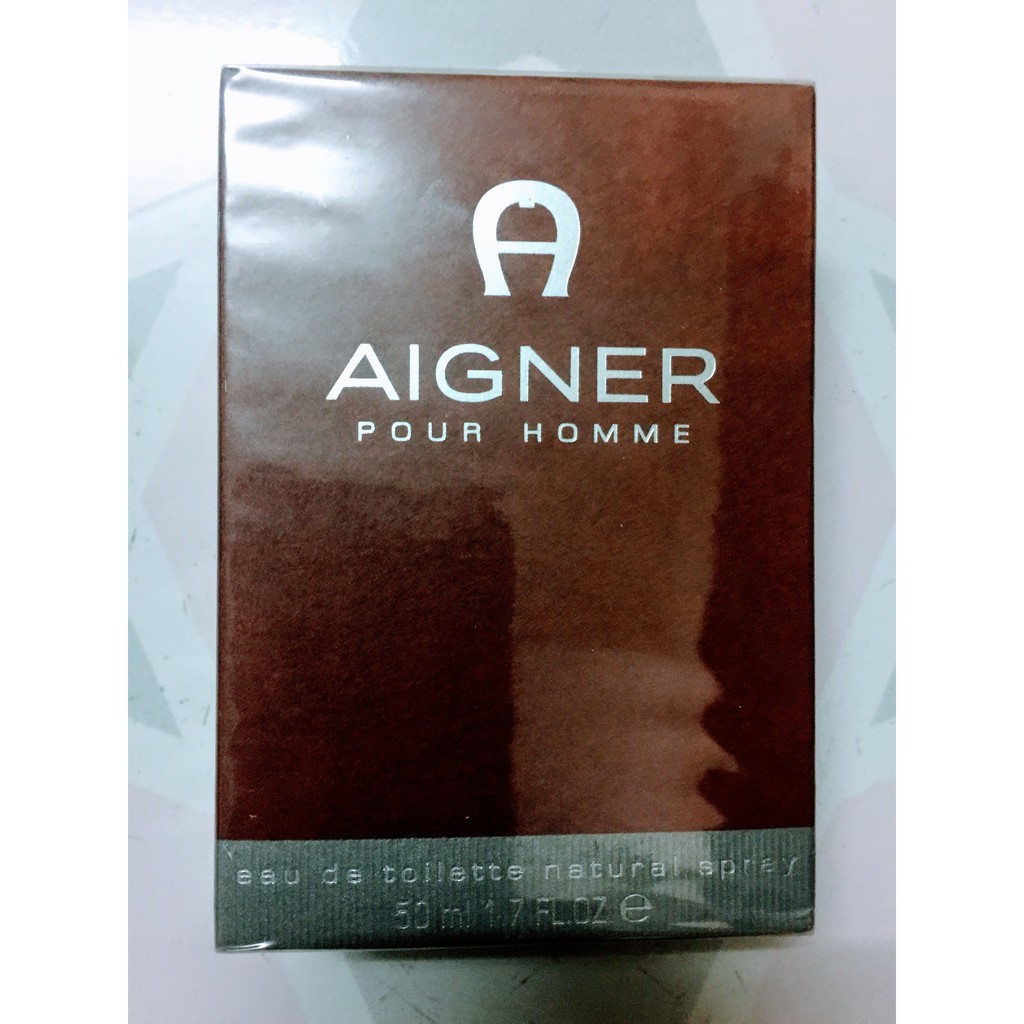 AIGNER
POUR HOMME
eau de toilette natural spray
50 ml 1.7 FL.OZ ℮